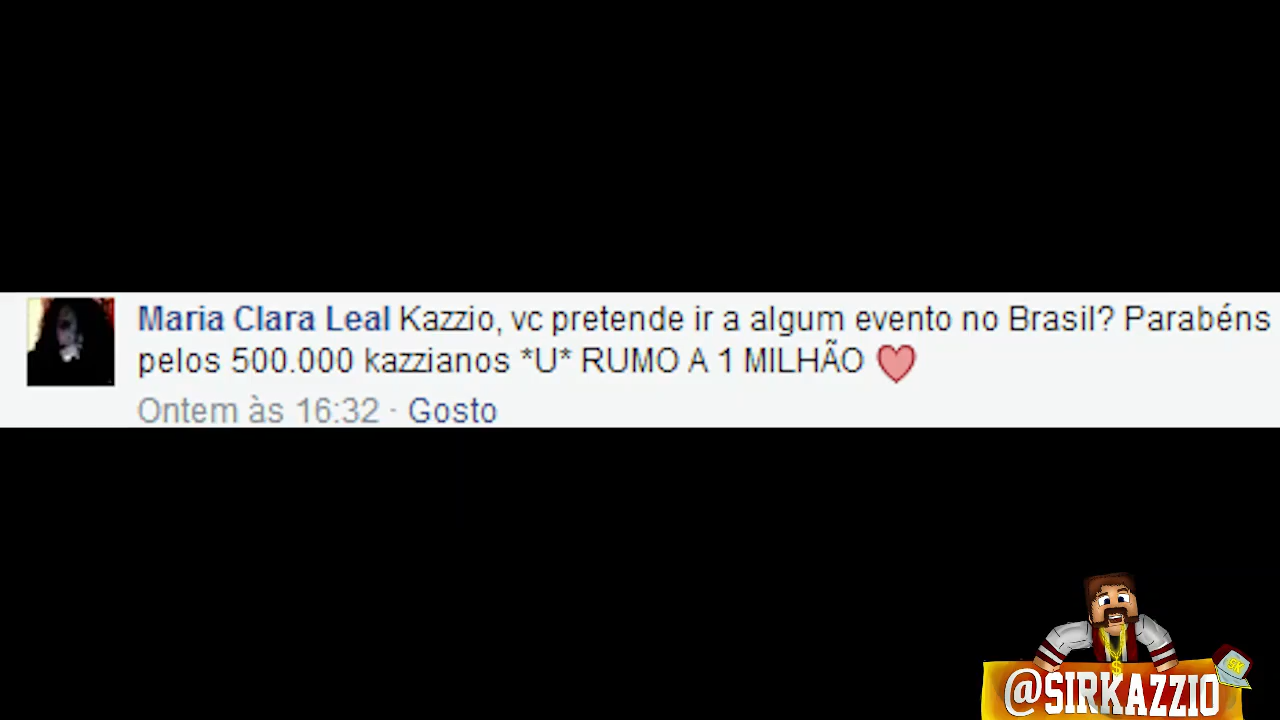 Maria Clara Leal Kazzio, vc pretende ir a algum evento no Brasil? Parabéns
pelos 500.000 kazzianos *U* RUMO A 1 MILHÃO ♥
Ontem às 16:32 · Gosto
SK
$
@SIRKAZZIO